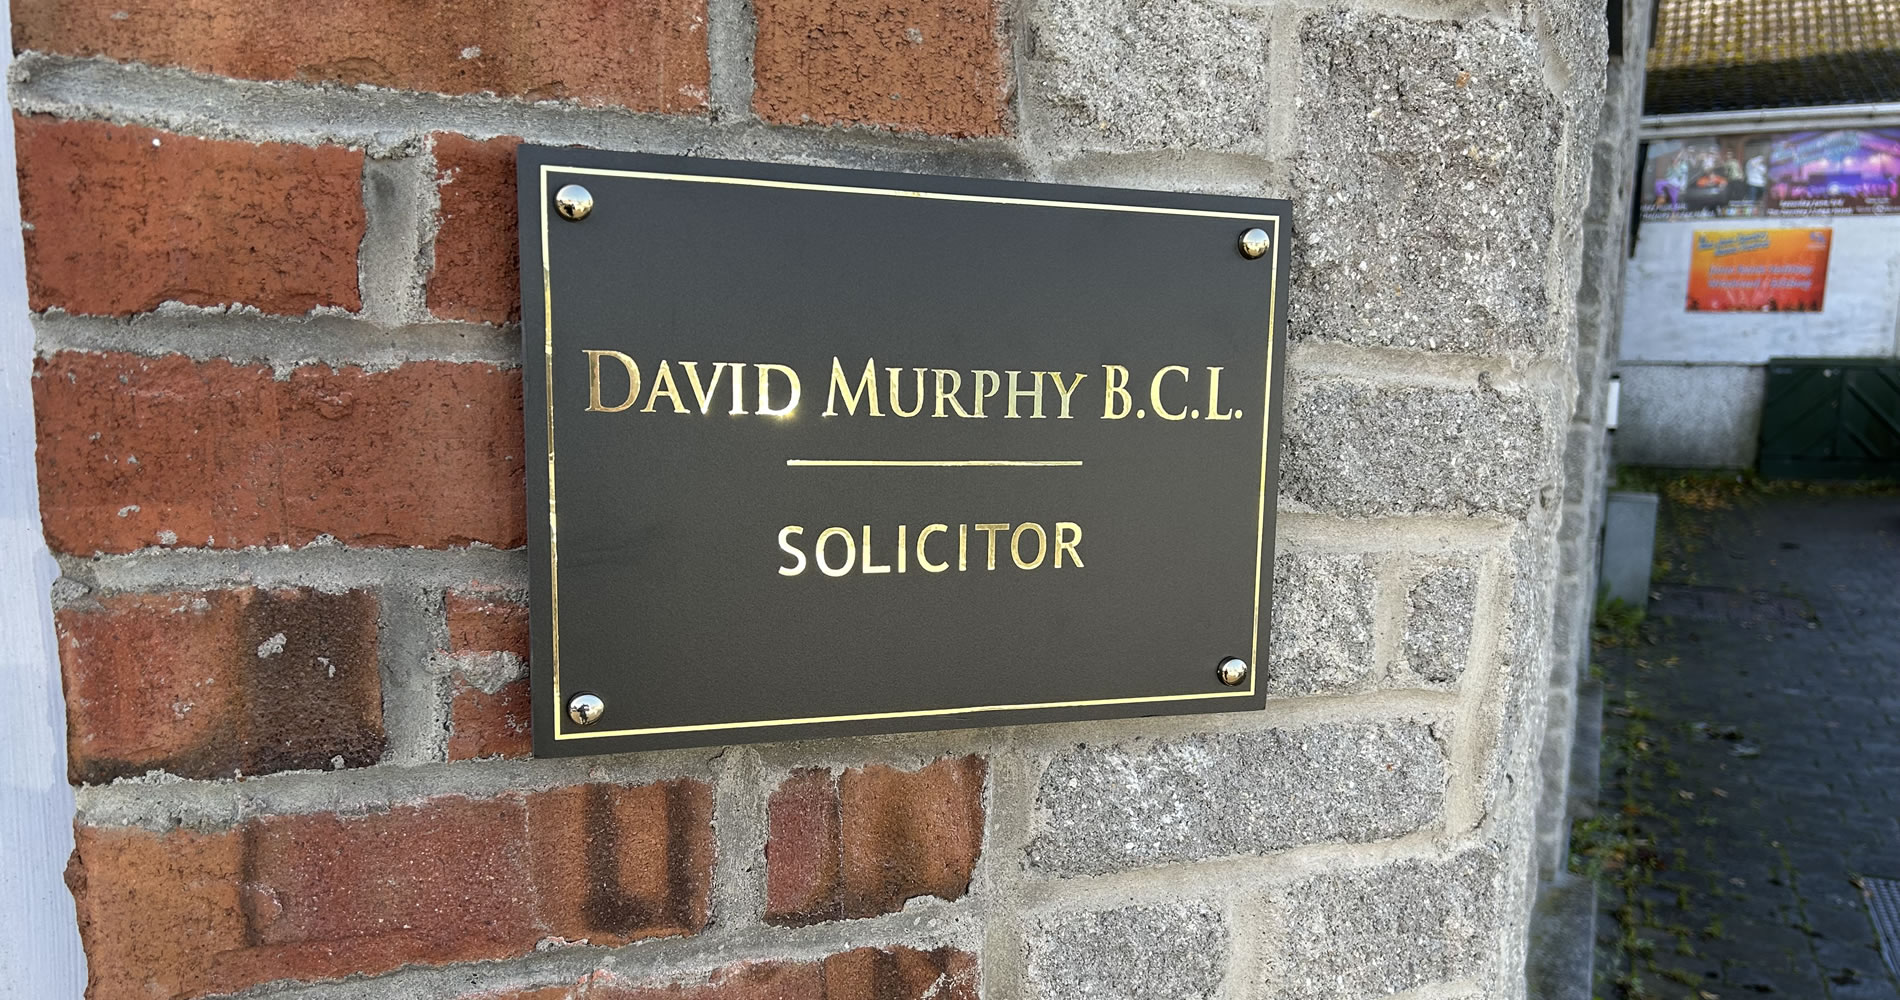 David Murphy B.C.L.
SOLICITOR